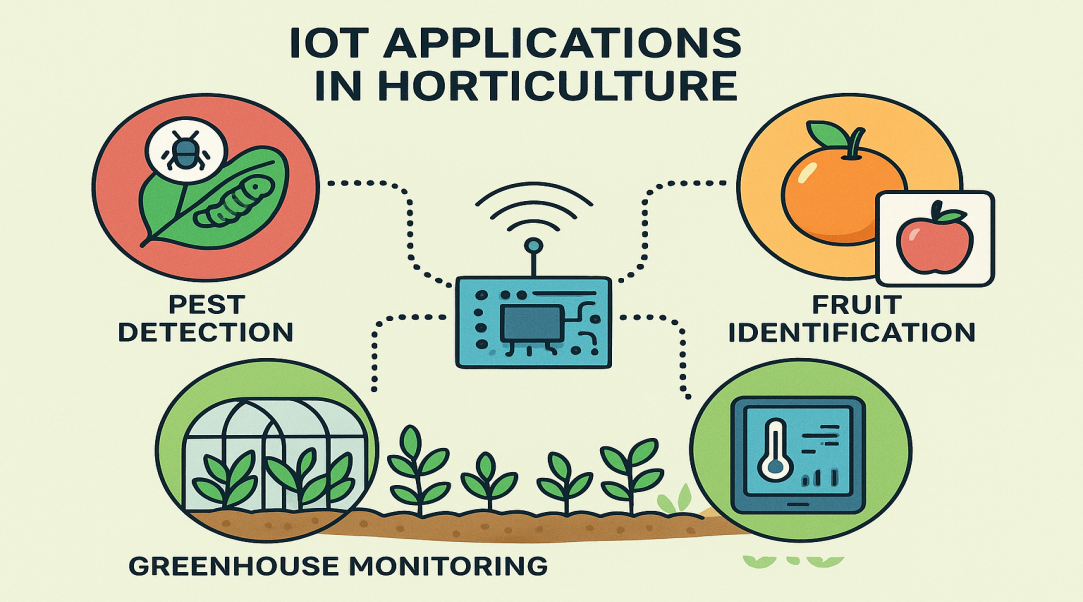 IOT APPLICATIONS
IN HORTICULTURE
PEST
DETECTION
FRUIT
IDENTIFICATION
GREENHOUSE MONITORING